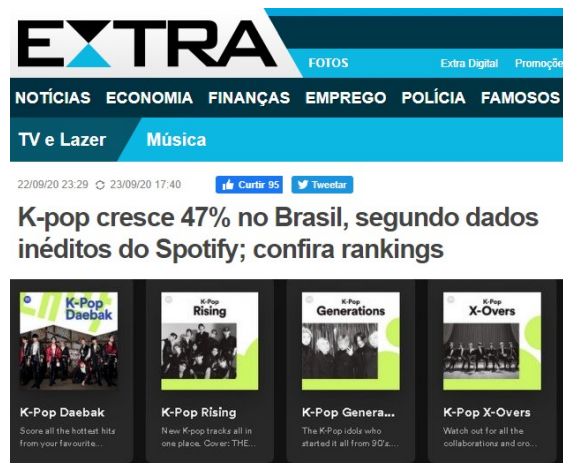 EXTRA
FOTOS
Extra Digital
Promoçõe
NOTÍCIAS ECONOMIA FINANÇAS EMPREGO POLÍCIA FAMOSOS
TV e Lazer
Música
22/09/20 23:29
23/09/20 17:40
Curtir 95
Tweetar
K-pop cresce 47% no Brasil, segundo dados
inéditos do Spotify; confira rankings
K-Pop
Daebak
K-Pop
Rising
K-Pop
Generations
K-Pop
X-Overs
K-Pop Daebak
Score all the hottest hits
from your favourite...
K-Pop Rising
New K-pop tracks all in
one place. Cover: THE...
K-Pop Genera...
The K-Pop idols who
started it all from 90's...
K-Pop X-Overs
Watch out for all the
collaborations and cro...